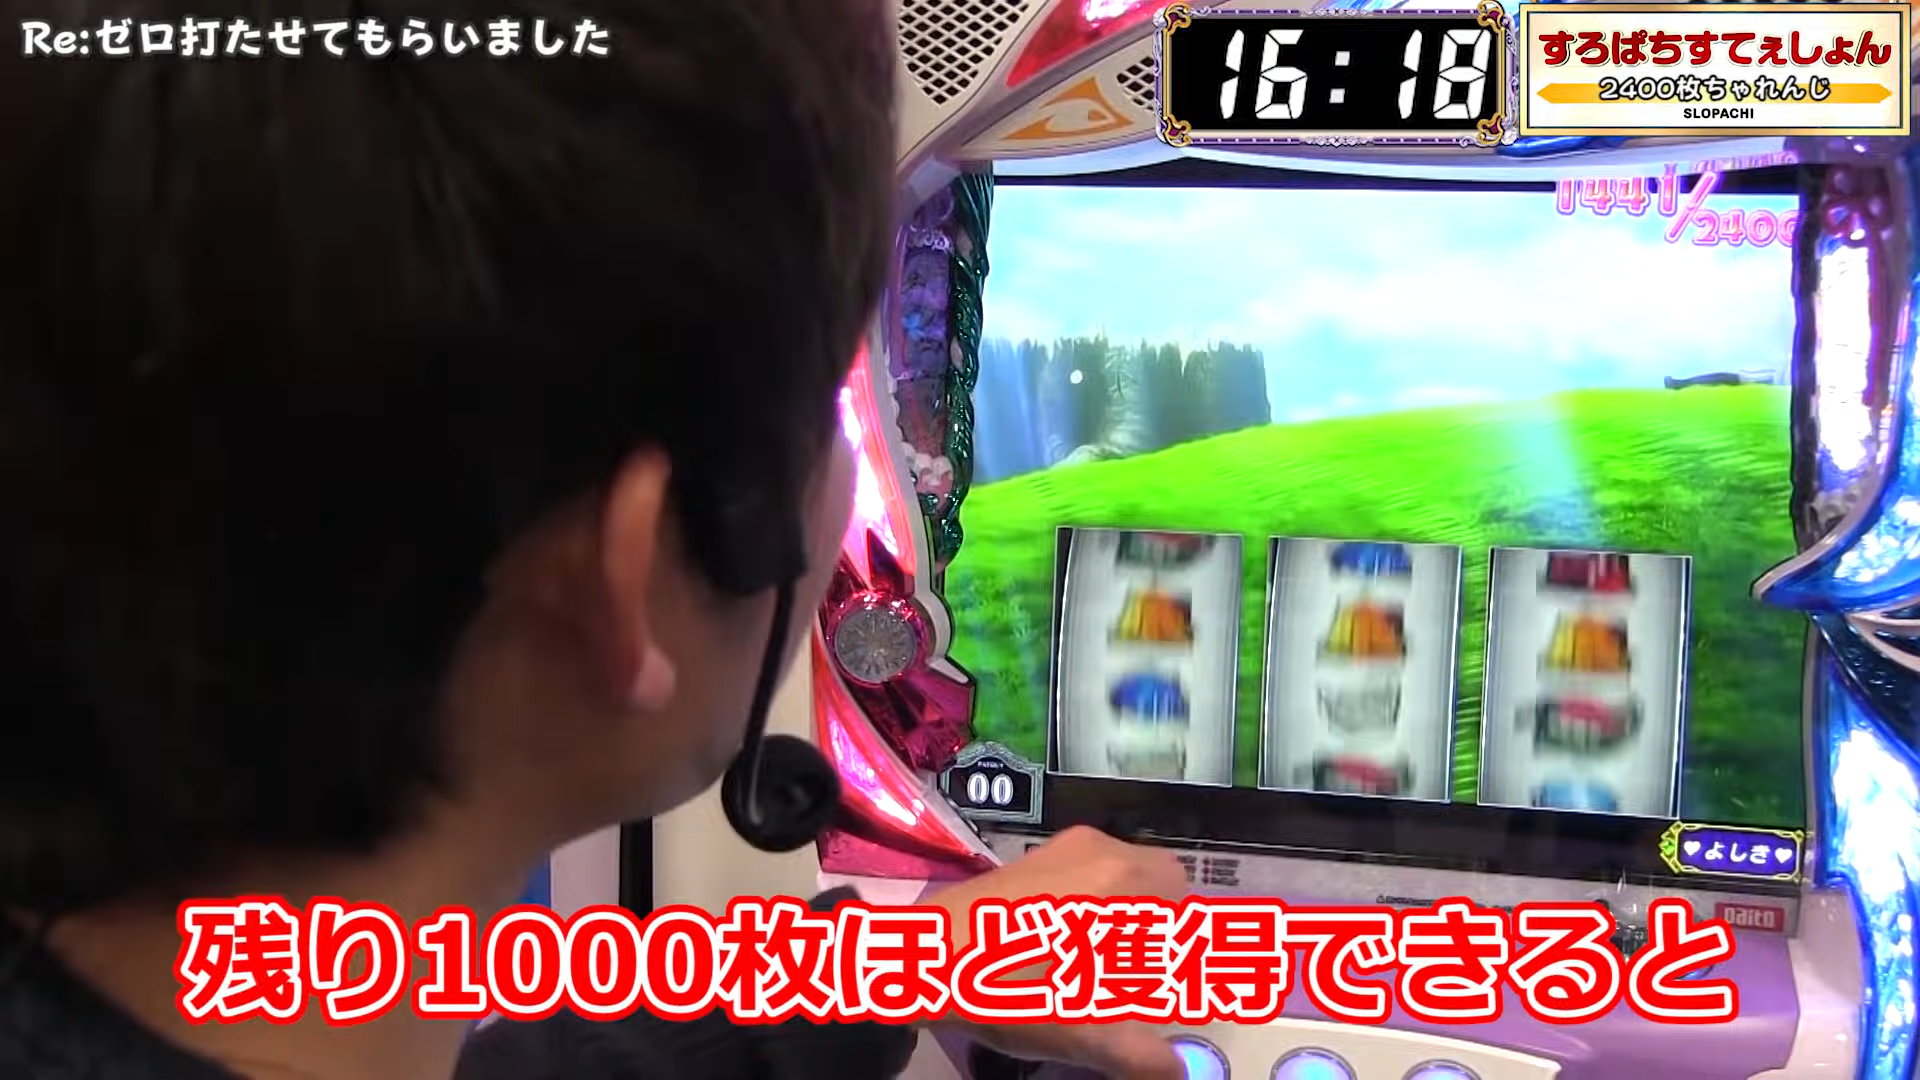 Re:ゼロ打たせてもらいました
16:18
すろぱちすてぇしょん
2400枚ちゃれんじ
SLOPACHI
1441/2400
PAYOUT
00
♥よしき♥
Daito
残り1000枚ほど獲得できると